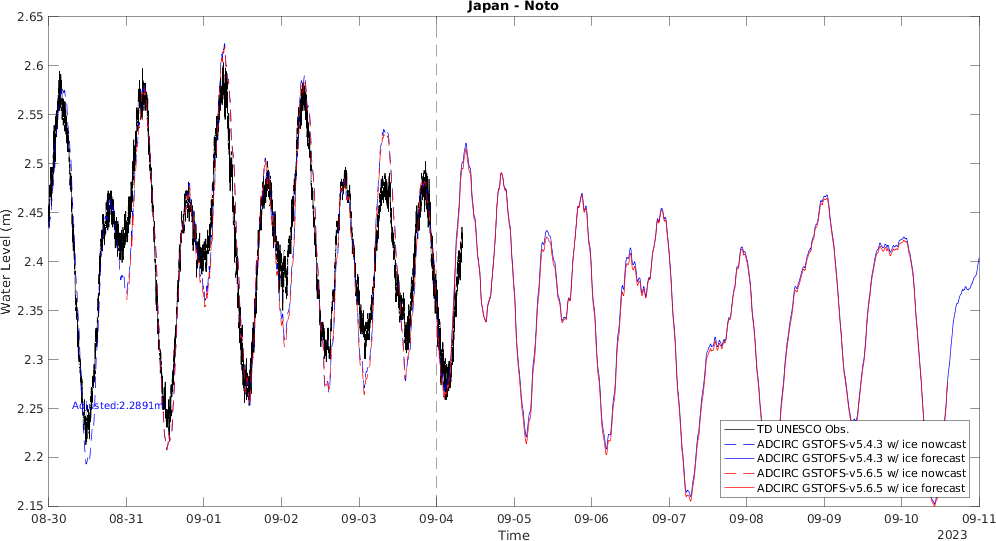 Japan - Noto
2.65
2.6
2.55
2.5
2.45
2.4
2.35
2.3
2.25
2.2
2.15
Water Level (m)
Adjusted:2.2891m
TD UNESCO Obs.
ADCIRC GSTOFS-v5.4.3 w/ ice nowcast
ADCIRC GSTOFS-v5.4.3 w/ ice forecast
ADCIRC GSTOFS-v5.6.5 w/ ice nowcast
ADCIRC GSTOFS-v5.6.5 w/ ice forecast
08-30 08-31 09-01 09-02 09-03 09-04 09-05 09-06 09-07 09-08 09-09 09-10 09-11
Time
2023